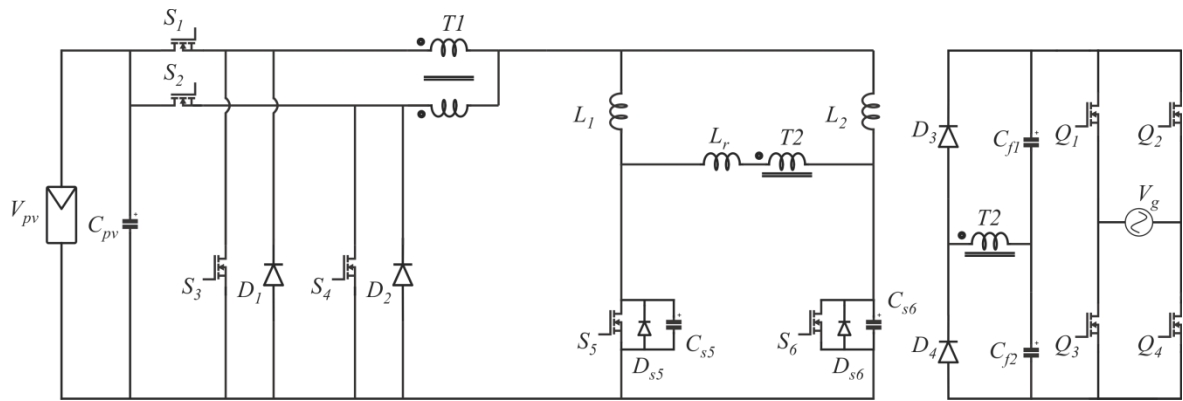 S1
T1
S2
L1
Lr
T2
L2
D3
Cf1
Q1
Q2
Vpv
Cpv
Vg
T2
S3
D1
S4
D2
S5
Cs5
Ds5
S6
Cs6
Ds6
D4
Cf2
Q3
Q4